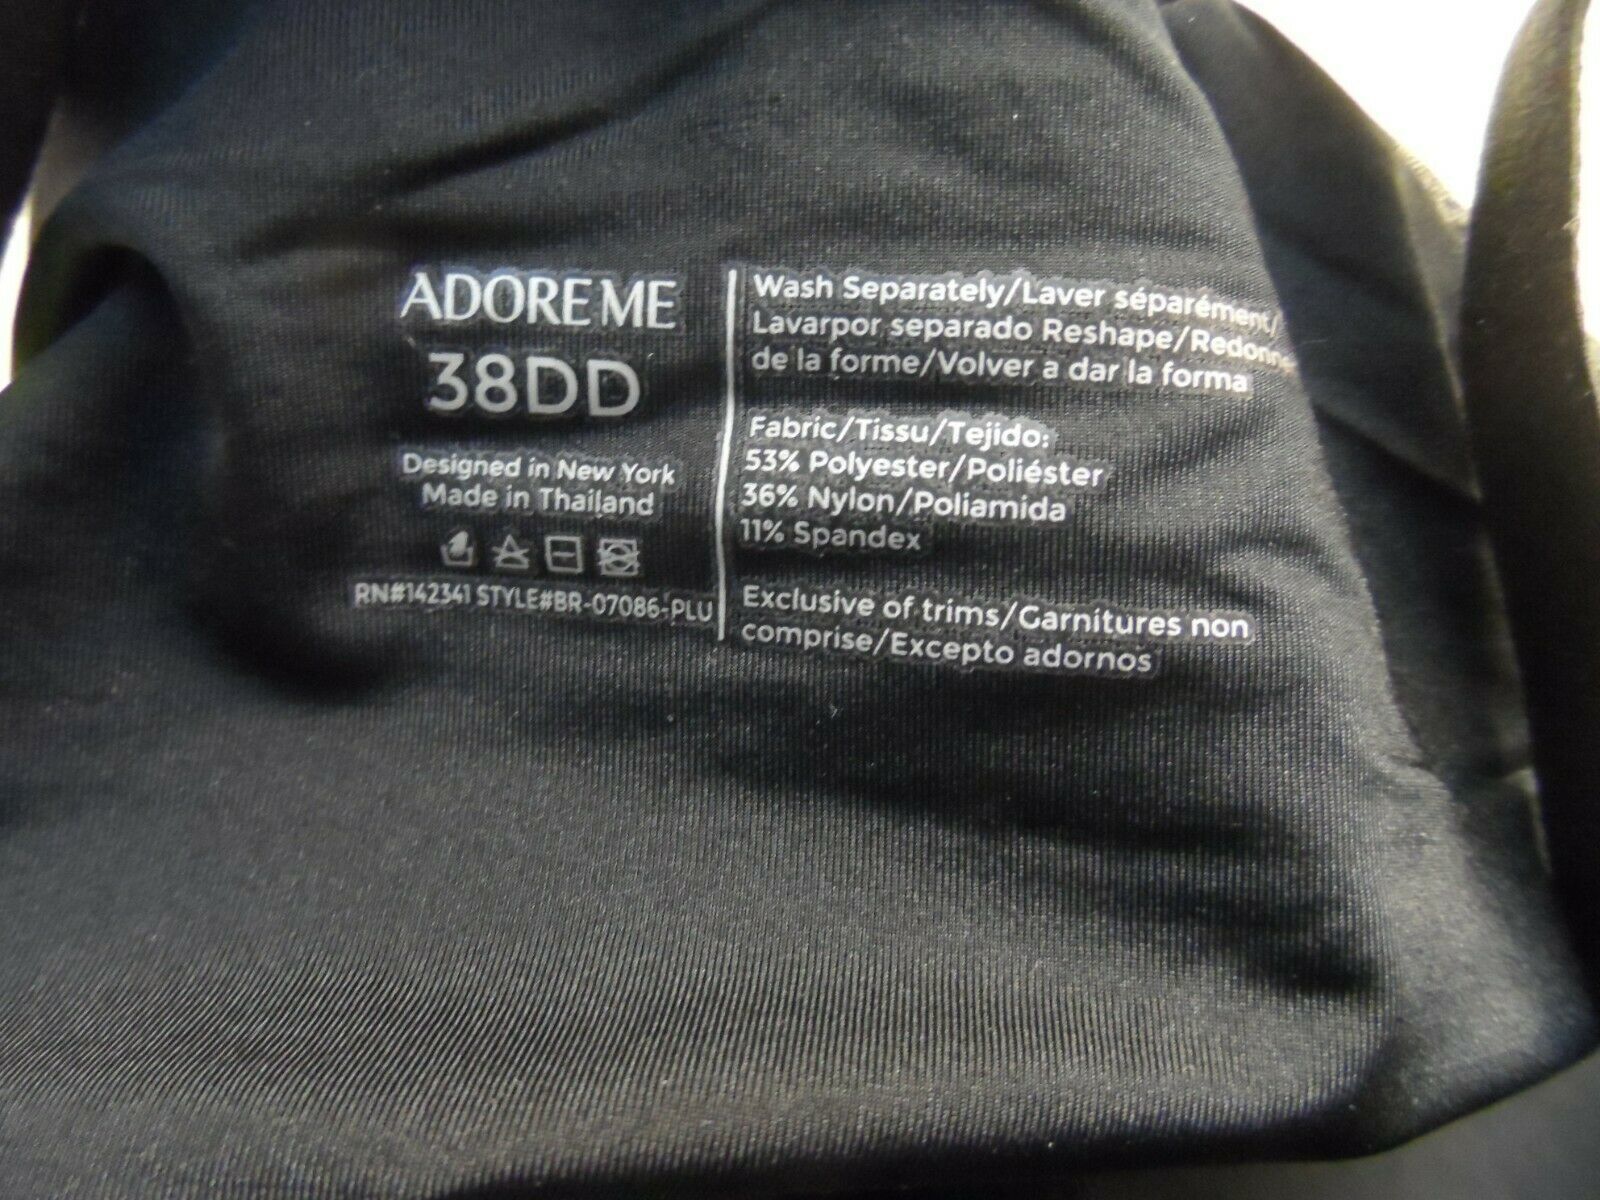 ADORE ME
38DD
Designed in New York
Made in Thailand
RN#142341 STYLE#BR-07086-PLU
Wash Separately/Laver séparément/
Lavarpor separado Reshape/Redonn
de la forme/Volver a dar la forma
Fabric/Tissu/Tejido:
53% Polyester/Poliéster
36% Nylon/Poliamida
11% Spandex
Exclusive of trims/Garnitures non
comprise/Excepto adornos